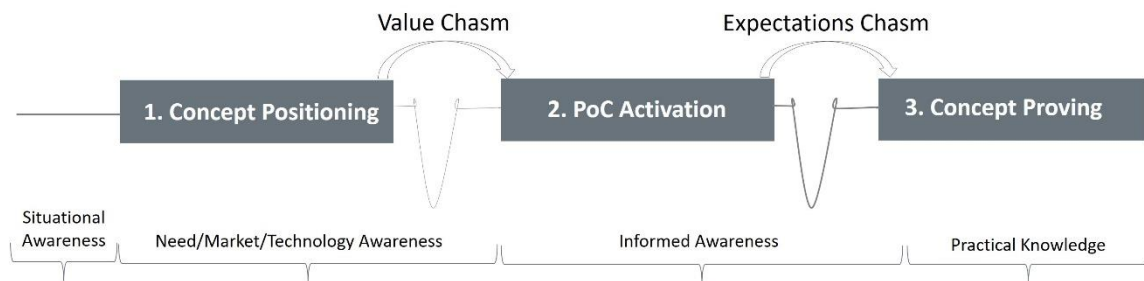 Value Chasm
Expectations Chasm
1. Concept Positioning
2. PoC Activation
3. Concept Proving
Situational
Awareness
Need/Market/Technology Awareness
Informed Awareness
Practical Knowledge